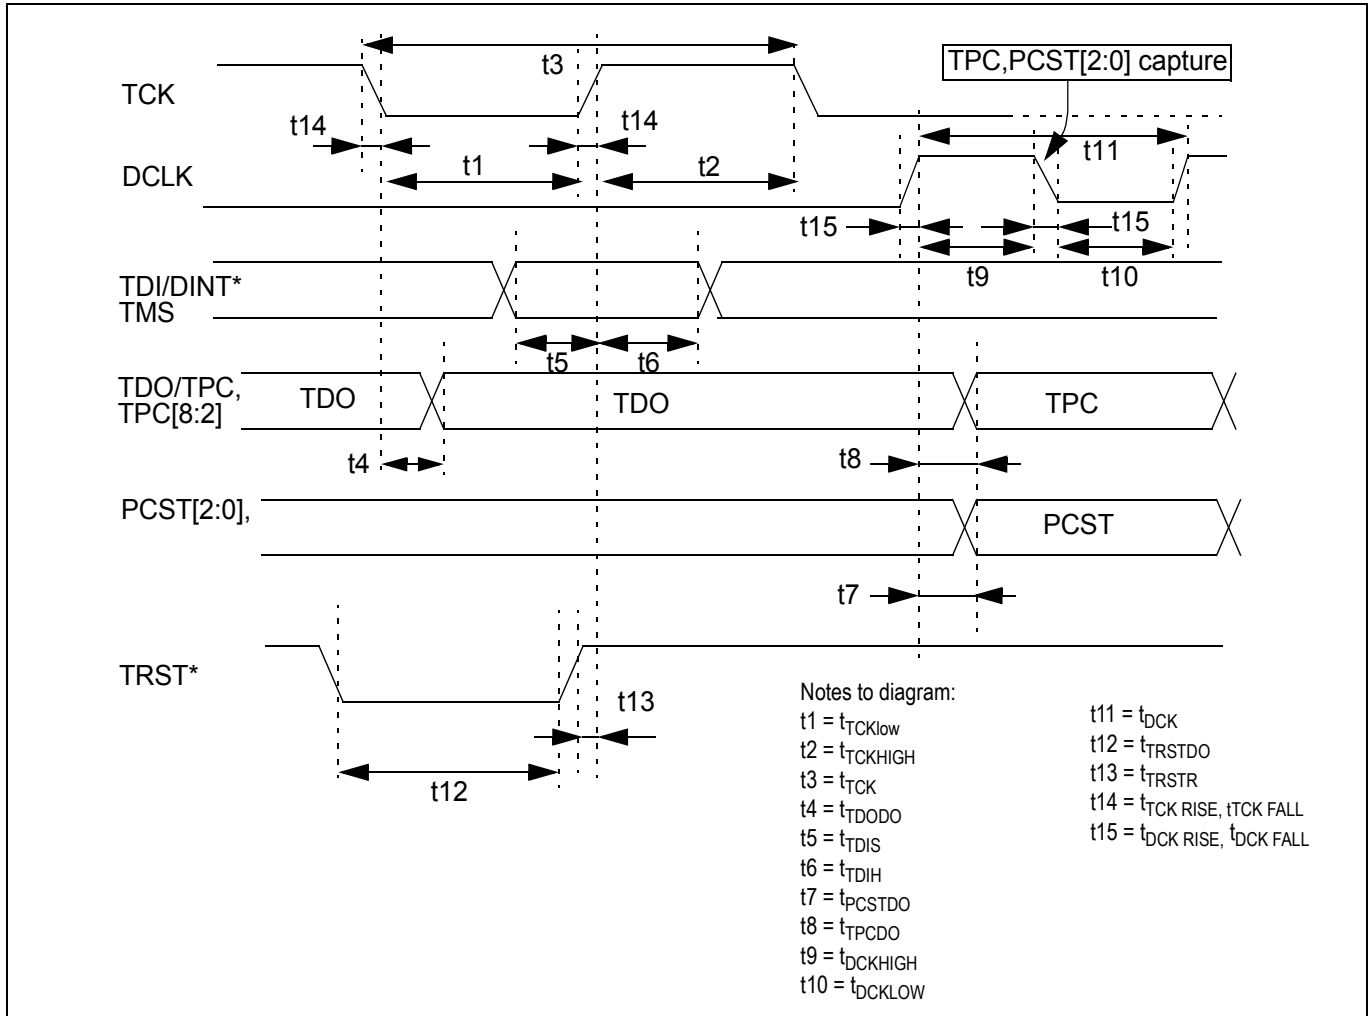 t3
TPC,PCST[2:0] capture
TCK
t14
t14
t11
DCLK
t1
t2
t15
t15
t9
t10
TDI/DINT*
TMS
t5
t6
TDO/TPC,
TPC[8:2]
TDO
TDO
TPC
t4
t8
PCST[2:0],
PCST
t7
TRST*
t13
t12
Notes to diagram:
t1 = tTCKlow
t2 = tTCKHIGH
t3 = tTCK
t4 = tTDODO
t5 = tTDIS
t6 = tTDIH
t7 = tPCSTDO
t8 = tTPCDO
t9 = tDCKHIGH
t10 = tDCKLOW
t11 = tDCK
t12 = tTRSTDO
t13 = tTRSTR
t14 = tTCK RISE, tTCK FALL
t15 = tDCK RISE, tDCK FALL